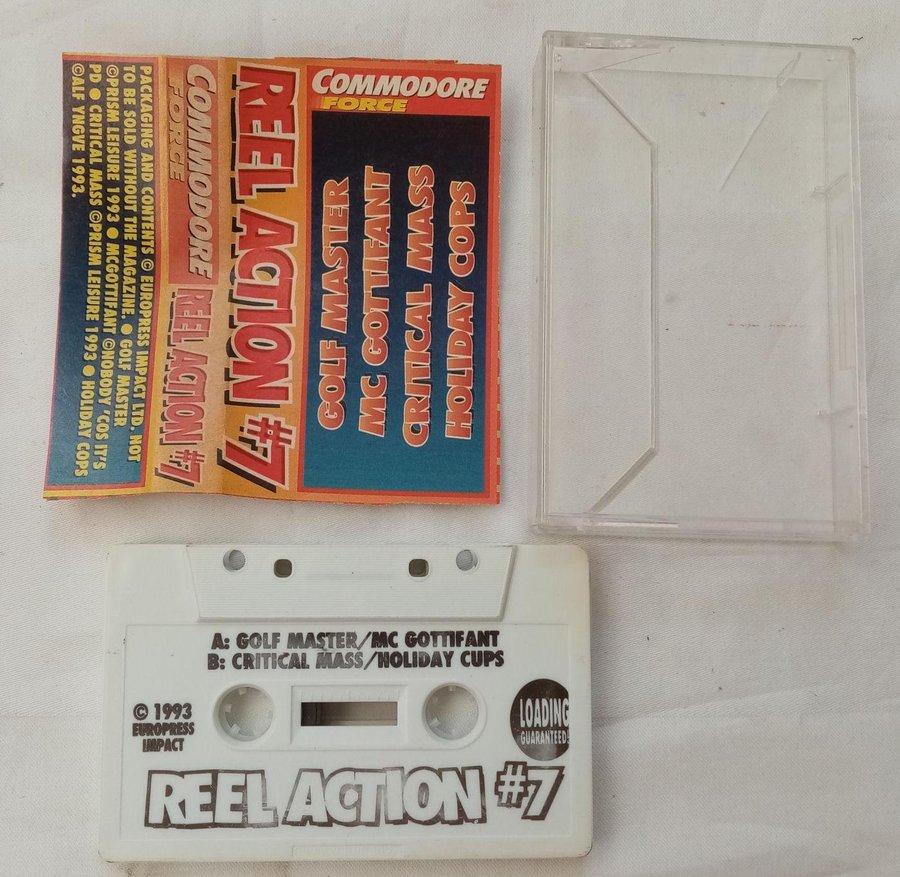 COMMODORE
FORCE
GOLF MASTER
MC GOTTIFANT
CRITICAL MASS
HOLIDAY COPS
REEL ACTION #7
COMMODORE
FORCE
REEL ACTION #7
PACKAGING AND CONTENTS © EUROPRESS IMPACT LTD, NOT
TO BE SOLD WITHOUT THE MAGAZINE. ● GOLF MASTER
©PRISM LEISURE 1993 ● MCGOTTIFANT ©NOBODY 'COS IT'S
PD ● CRITICAL MASS ©PRISM LEISURE 1993 ● HOLIDAY COPS
©ALF YNGVE 1993.
A: GOLF MASTER/MC GOTTIFANT
B: CRITICAL MASS/HOLIDAY CUPS
© 1993
EUROPRESS
IMPACT
LOADING
GUARANTEED!
REEL ACTION #7